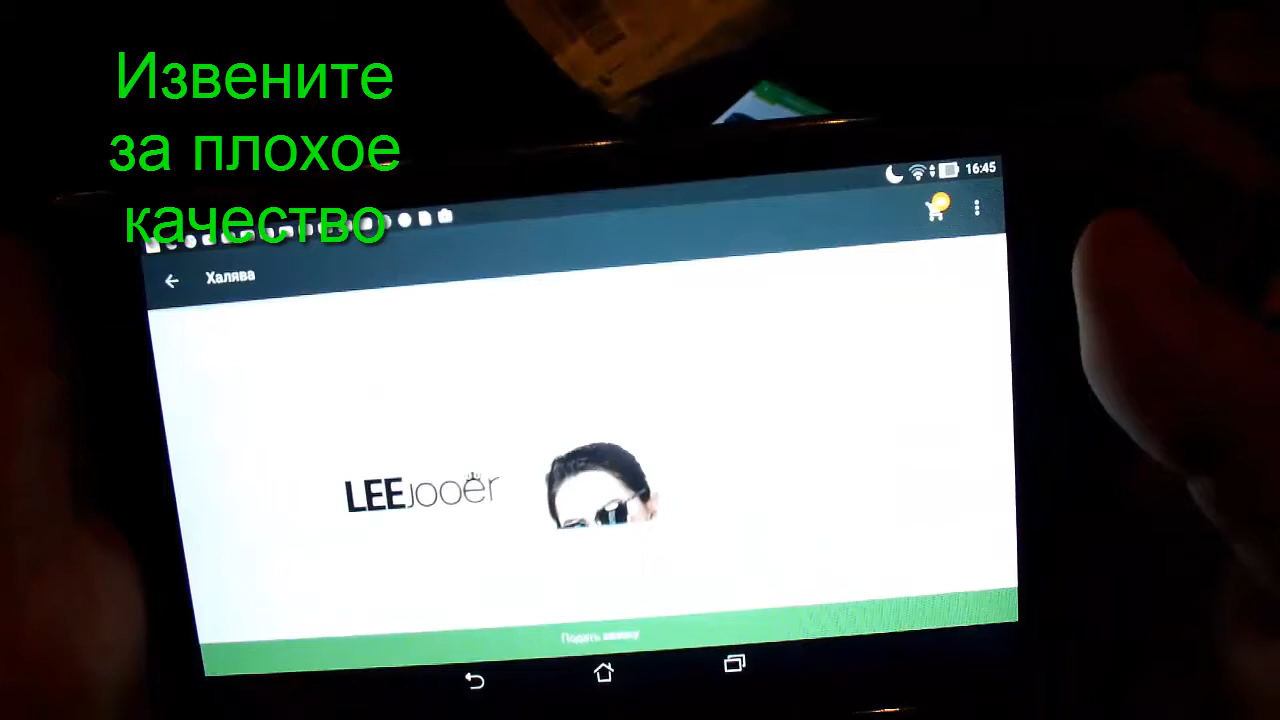 Извените
за плохое
качество
16:45
Халява
LEEJOOER
Подать заявку